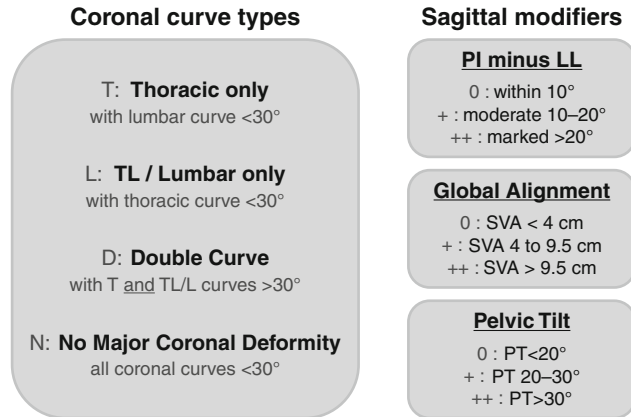 Coronal curve types
T: Thoracic only
with lumbar curve <30°
L: TL / Lumbar only
with thoracic curve <30°
D: Double Curve
with T and TL/L curves >30°
N: No Major Coronal Deformity
all coronal curves <30°
Sagittal modifiers
PI minus LL
0 : within 10°
+ : moderate 10–20°
++ : marked >20°
Global Alignment
0 : SVA < 4 cm
+ : SVA 4 to 9.5 cm
++ : SVA > 9.5 cm
Pelvic Tilt
0 : PT<20°
+ : PT 20–30°
++ : PT>30°